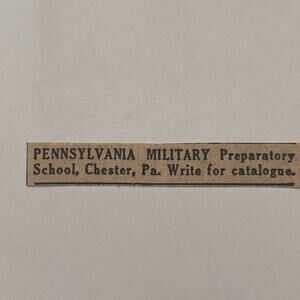 PENNSYLVANIA MILITARY Preparatory
School, Chester, Pa. Write for catalogue.